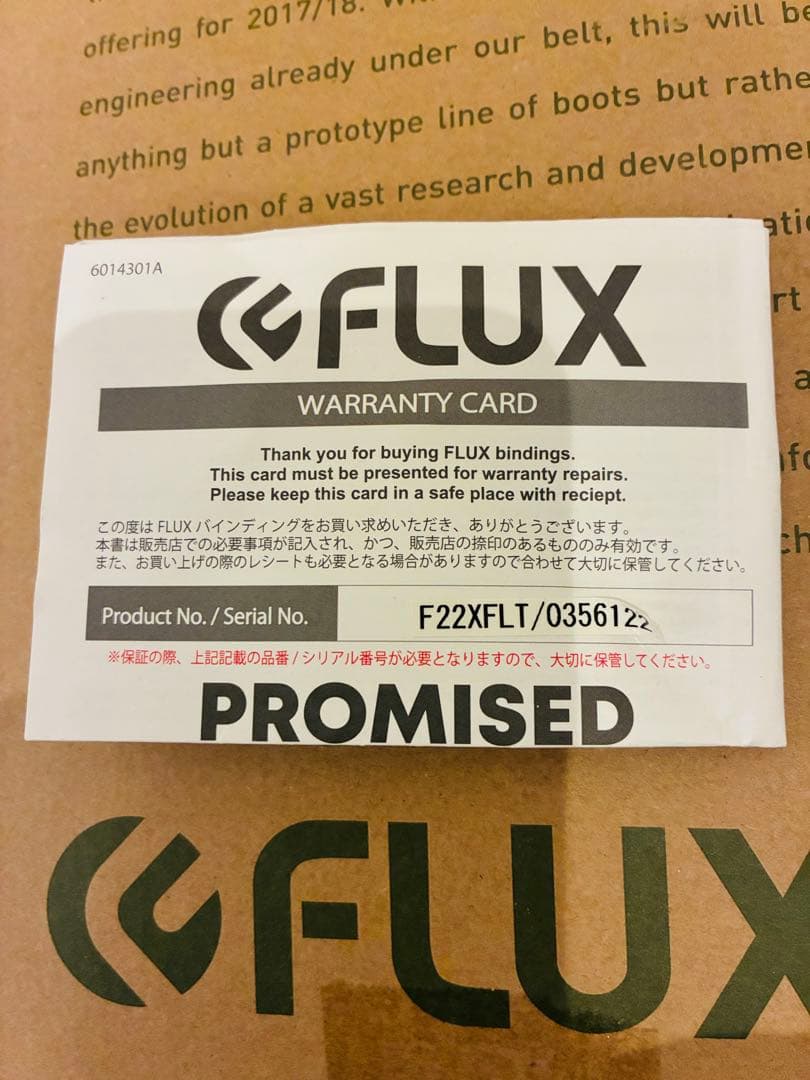 offering for 2017/18.
engineering already under our belt, this will be
anything but a prototype line of boots but rathe
the evolution of a vast research and developme
rt
a
6014301A
FLUX
WARRANTY CARD
Thank you for buying FLUX bindings.
This card must be presented for warranty repairs.
Please keep this card in a safe place with reciept.
この度は FLUX バインディングをお買い求めいただき、ありがとうございます。
本書は販売店での必要事項が記入され、かつ、販売店の捺印のあるもののみ有効です。
また、お買い上げの際のレシートも必要となる場合がありますので合わせて大切に保管してください。
Product No. / Serial No.
F22XFLT/0356122
※保証の際、上記記載の品番 / シリアル番号が必要となりますので、大切に保管してください。
PROMISED
FLUX